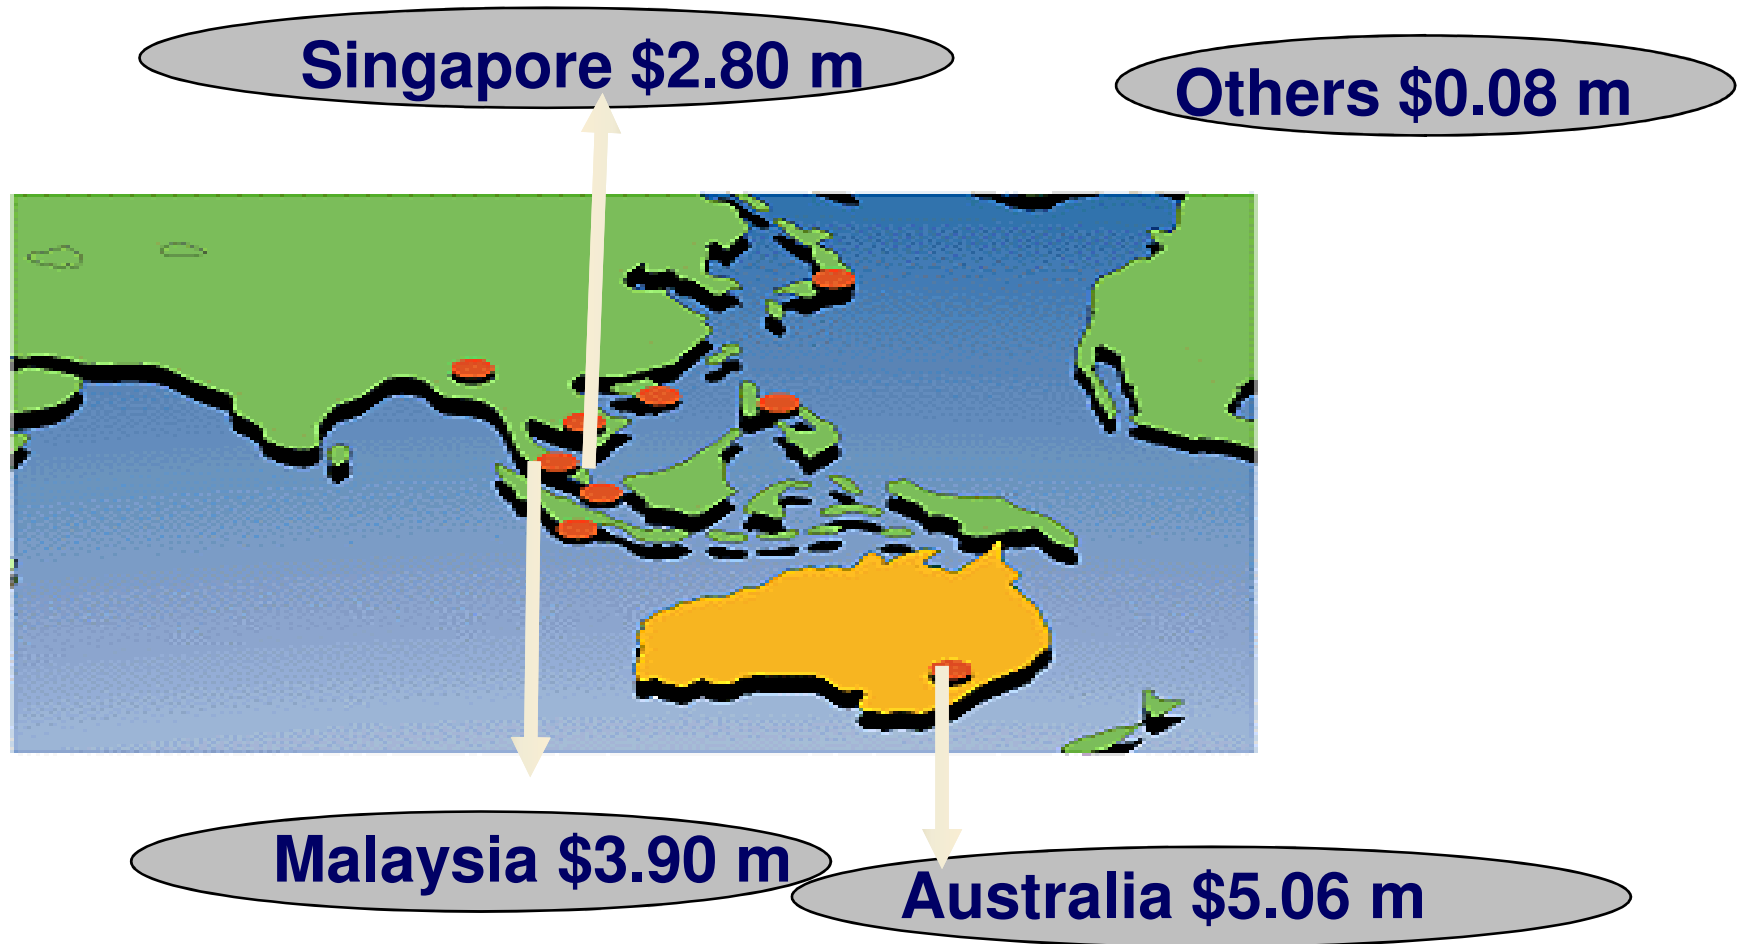 Singapore $2.80 m
Others $0.08 m
Malaysia $3.90 m
Australia $5.06 m